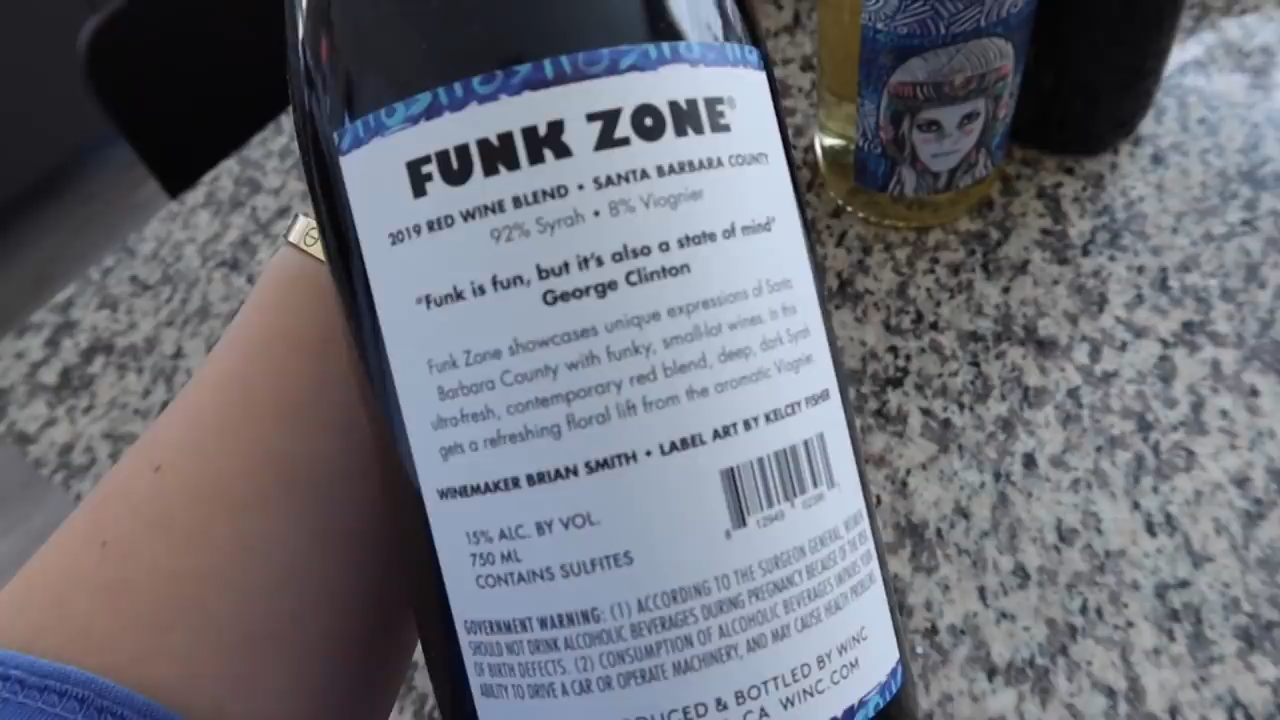 FUNK ZONE®
2019 RED WINE BLEND • SANTA BARBARA COUNTY
92% Syrah • 8% Viognier
"Funk is fun, but it's also a state of mind"
George Clinton
Funk Zone showcases unique expressions of Santa
Barbara County with funky, small-lot wines. In this
ultra-fresh, contemporary red blend, deep, dark Syrah
gets a refreshing floral lift from the aromatic Viognier.
WINEMAKER BRIAN SMITH • LABEL ART BY KELCEY FISHER
15% ALC. BY VOL.
750 ML
CONTAINS SULFITES
GOVERNMENT WARNING: (1) ACCORDING TO THE SURGEON GENERAL, WOMEN
SHOULD NOT DRINK ALCOHOLIC BEVERAGES DURING PREGNANCY BECAUSE OF THE RISK
OF BIRTH DEFECTS. (2) CONSUMPTION OF ALCOHOLIC BEVERAGES IMPAIRS YOUR
ABILITY TO DRIVE A CAR OR OPERATE MACHINERY, AND MAY CAUSE HEALTH PROBLEMS.
& BOTTLED BY WINC
CA WINC.COM